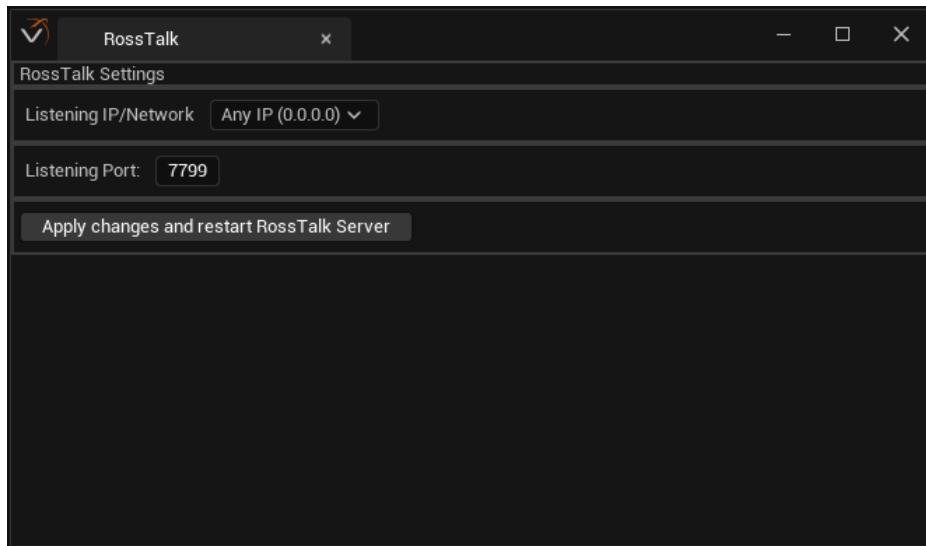 RossTalk
RossTalk Settings
Listening IP/Network Any IP (0.0.0.0)
Listening Port: 7799
Apply changes and restart RossTalk Server